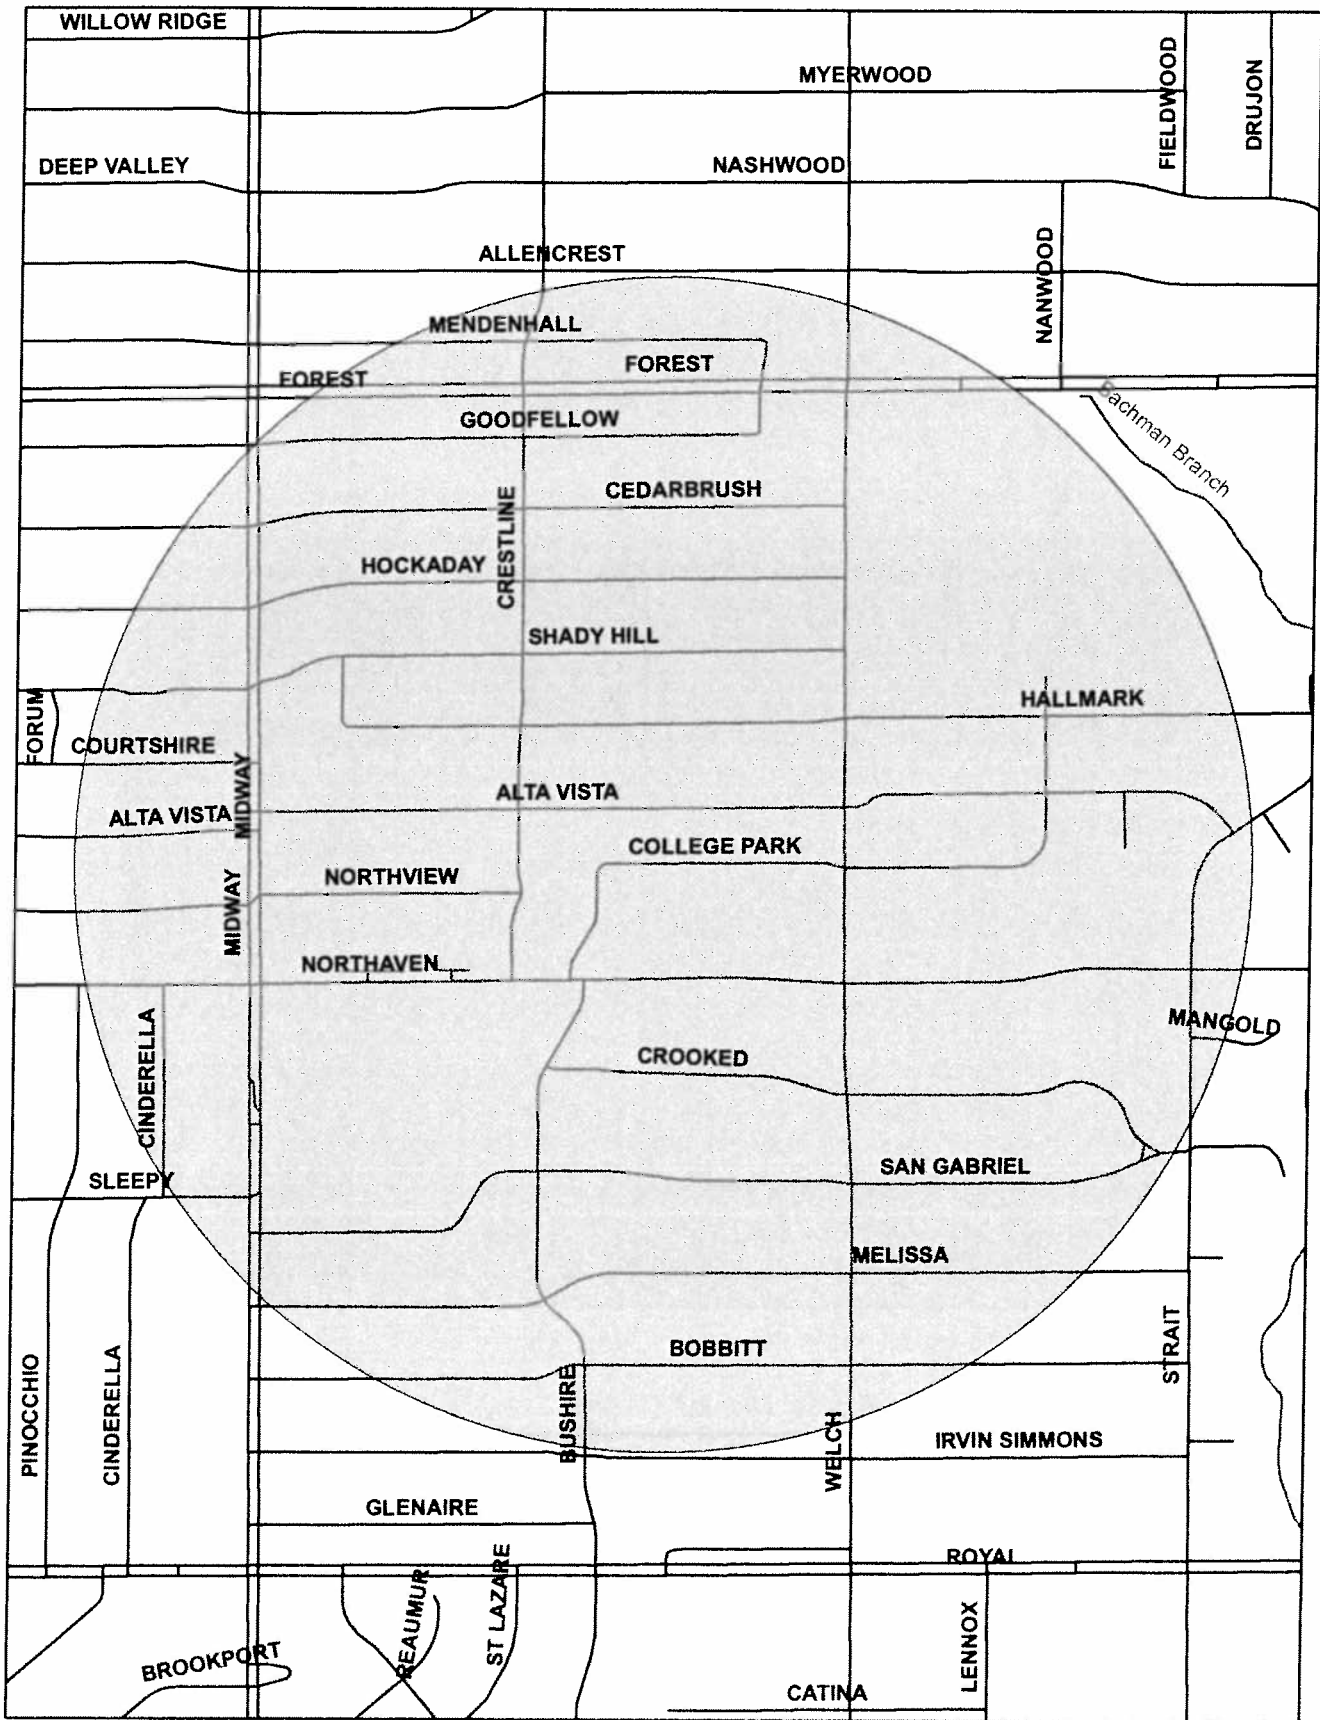 WILLOW RIDGE
MYERWOOD
FIELDWOOD
DRUJON
DEEP VALLEY
NASHWOOD
ALLENCREST
NANWOOD
MENDENHALL
FOREST
FOREST
Bachman Branch
GOODFELLOW
CEDARBRUSH
CRESTLINE
HOCKADAY
SHADY HILL
FORUM
HALLMARK
COURTSHIRE
MIDWAY
ALTA VISTA
ALTA VISTA
COLLEGE PARK
NORTHVIEW
MIDWAY
NORTHAVEN
MANGOLD
CINDERELLA
CROOKED
SAN GABRIEL
SLEEPY
MELISSA
STRAIT
BOBBITT
PINOCCHIO
CINDERELLA
BUSHIRE
WELCH
IRVIN SIMMONS
GLENAIRE
ROYAL
REAUMUR
ST LAZARE
LENNOX
BROOKPORT
CATINA